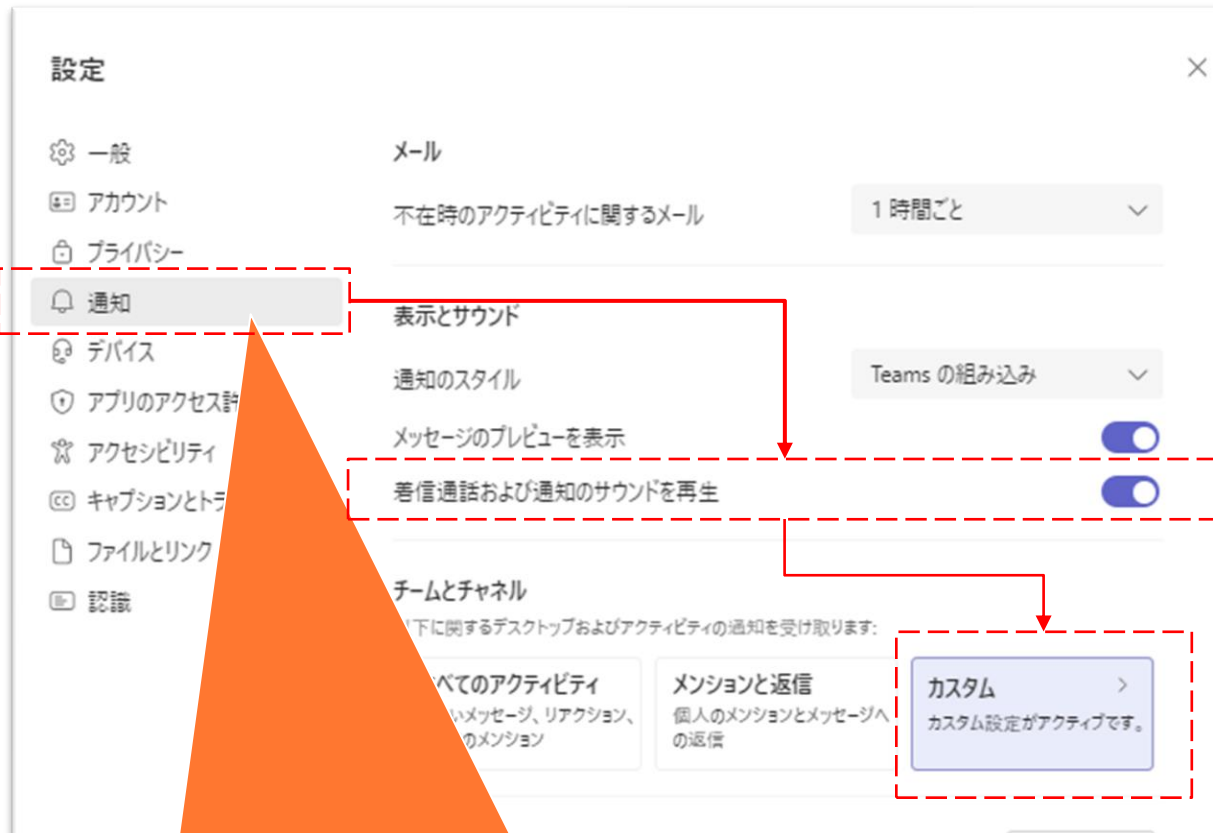 設定
一般
アカウント
プライバシー
通知
デバイス
アプリのアクセス許
アクセシビリティ
キャプションとトラ
ファイルとリンク
認識
メール
不在時のアクティビティに関するメール
1 時間ごと
表示とサウンド
通知のスタイル
Teams の組み込み
メッセージのプレビューを表示
着信通話および通知のサウンドを再生
チームとチャネル
下に関するデスクトップおよびアクティビティの通知を受け取ります:
べてのアクティビティ
いメッセージ、リアクション、
のメンション
メンションと返信
個人のメンションとメッセージへ
の返信
カスタム
カスタム設定がアクティブです。